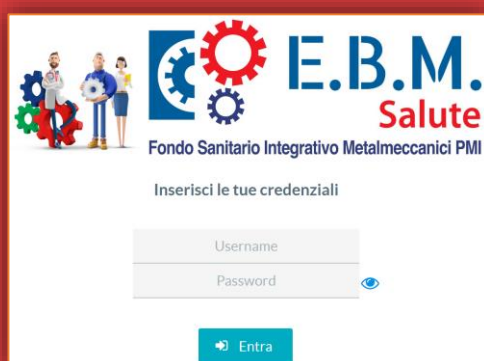 E.B.M.
Salute
Fondo Sanitario Integrativo Metalmeccanici PMI
Inserisci le tue credenziali
Username
Password
Entra